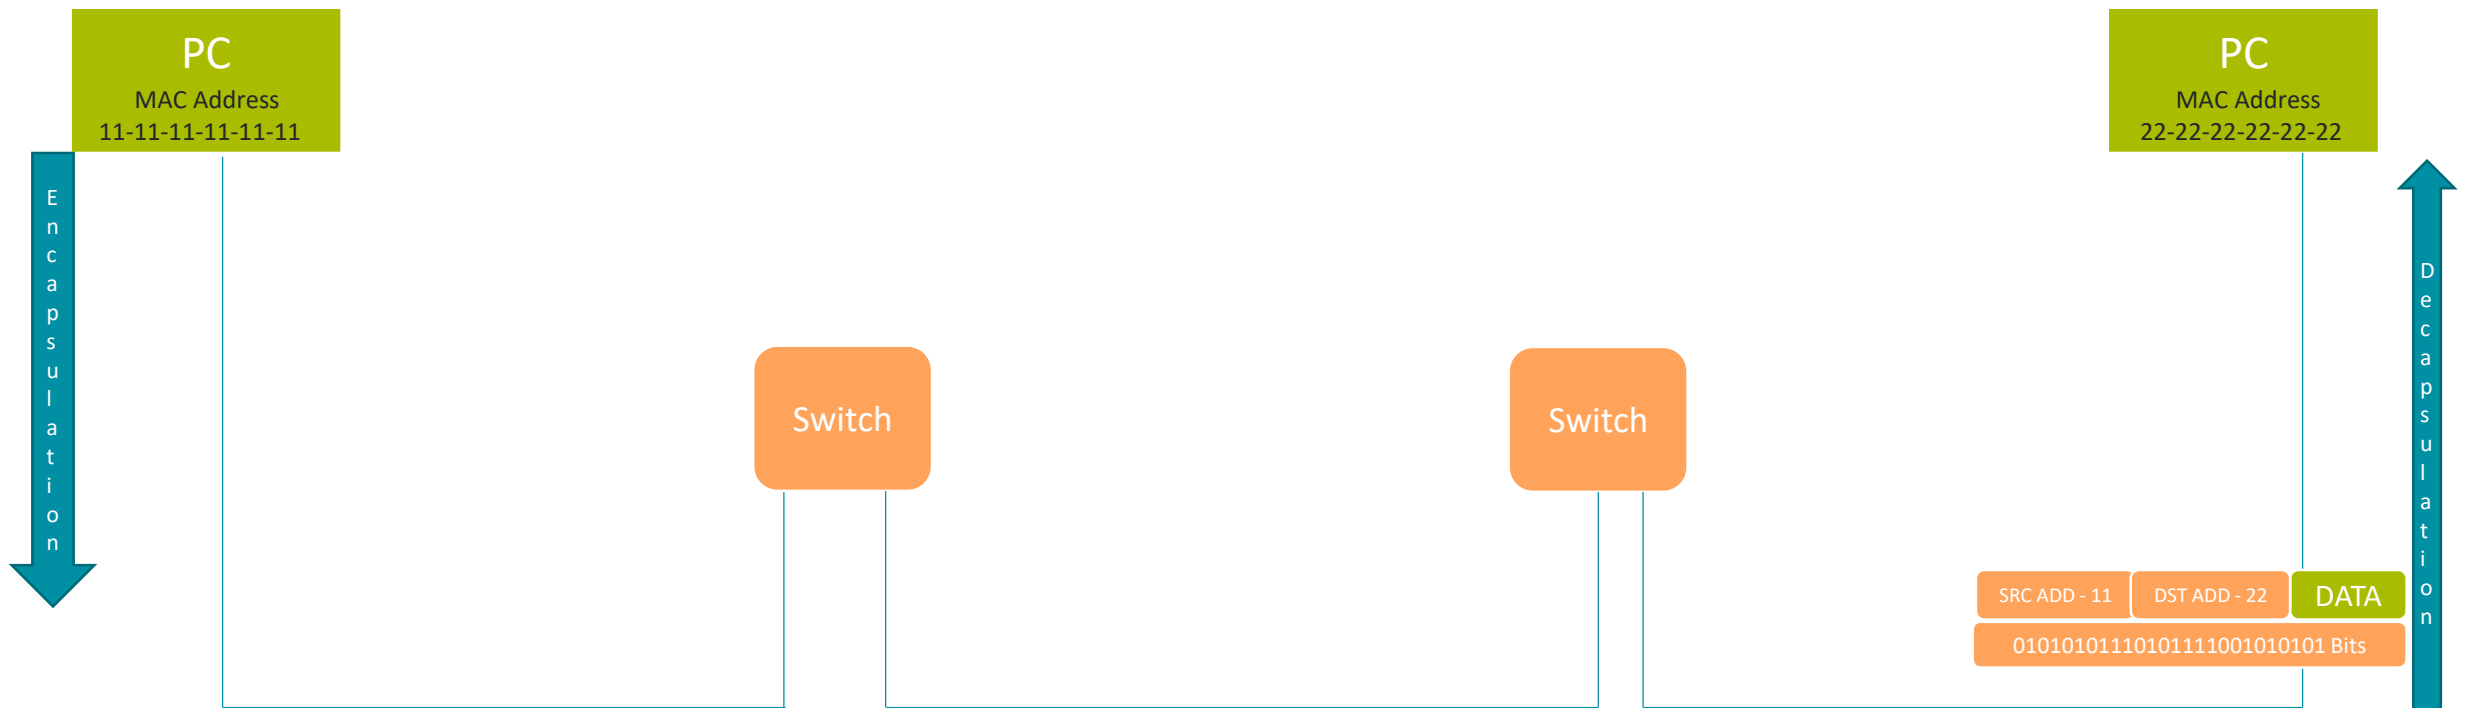 PC
MAC Address
11-11-11-11-11-11
PC
MAC Address
22-22-22-22-22-22
Encapsulation
Decapsulation
Switch
Switch
SRC ADD - 11
DST ADD - 22
DATA
01010101110101111001010101 Bits